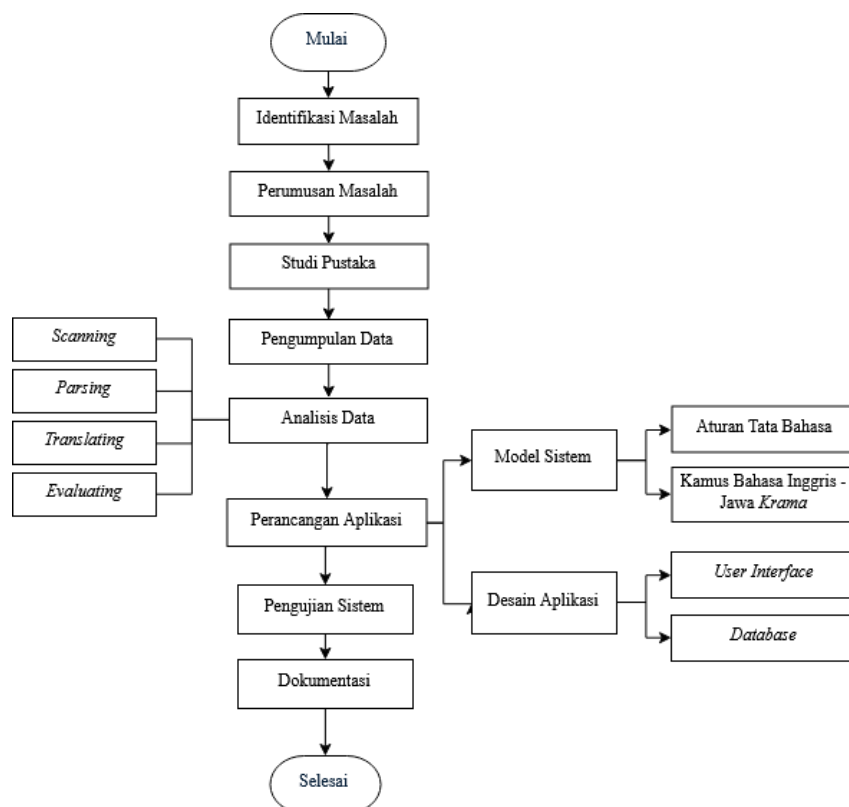 Mulai
Identifikasi Masalah
Perumusan Masalah
Studi Pustaka
Pengumpulan Data
Scanning
Parsing
Translating
Evaluating
Analisis Data
Perancangan Aplikasi
Model Sistem
Aturan Tata Bahasa
Kamus Bahasa Inggris -
Jawa Krama
Desain Aplikasi
User Interface
Database
Pengujian Sistem
Dokumentasi
Selesai